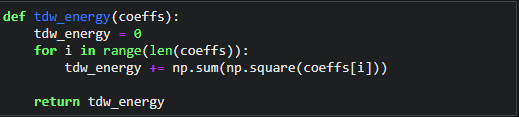 def tdw_energy(coeffs):
    tdw_energy = 0
    for i in range(len(coeffs)):
        tdw_energy += np.sum(np.square(coeffs[i]))
    return tdw_energy